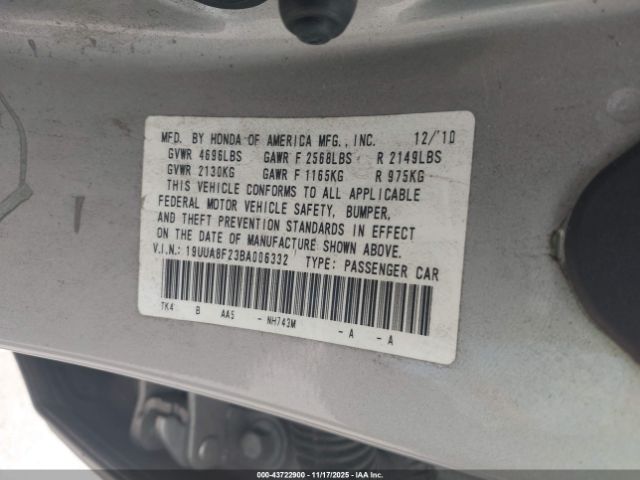 MFD. BY HONDA OF AMERICA MFG., INC. 12/'10
GVWR 4696LBS GAWR F 2568LBS R 2149LBS
GVWR 2130KG GAWR F 1165KG R 975KG
THIS VEHICLE CONFORMS TO ALL APPLICABLE
FEDERAL MOTOR VEHICLE SAFETY, BUMPER,
AND THEFT PREVENTION STANDARDS IN EFFECT
ON THE DATE OF MANUFACTURE SHOWN ABOVE.
V.I.N.: 19UUA8F23BA006332 TYPE: PASSENGER CAR
TK4 B AA5 - NH743M - A - A
000-43722900 - 11/17/2025 - IAAI.COM